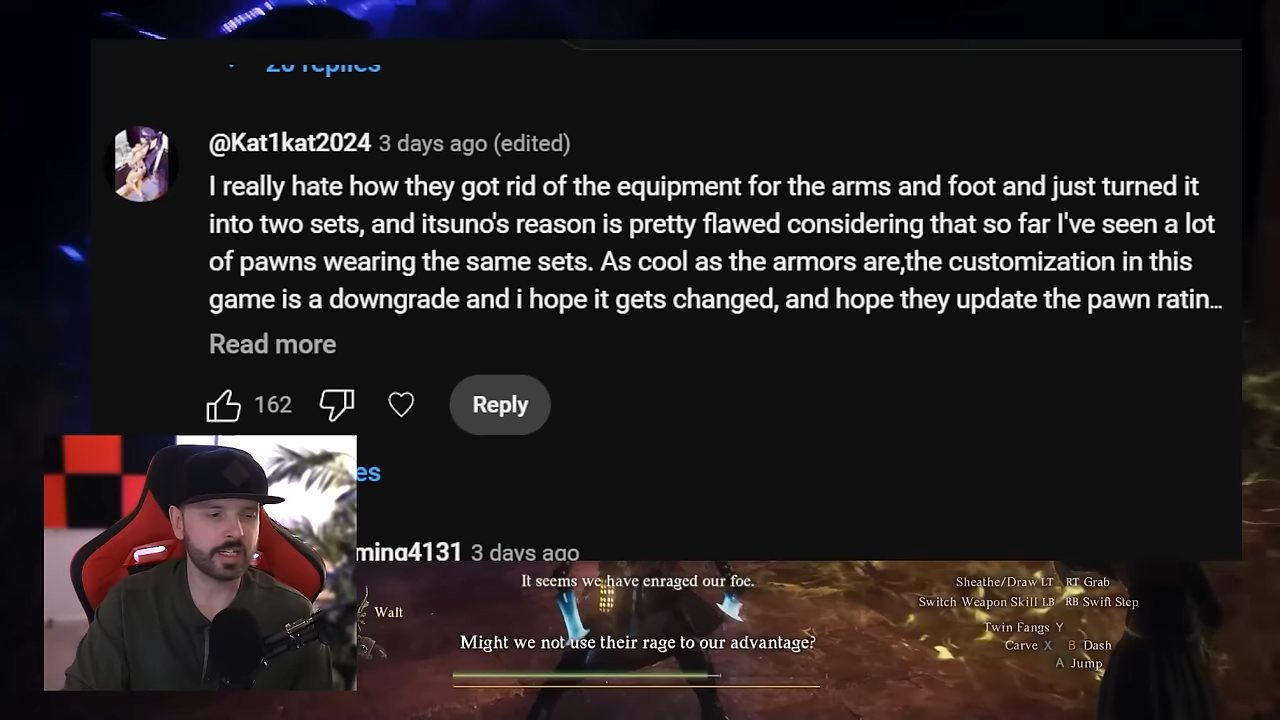 20 replies
@Kat1kat2024 3 days ago (edited)
I really hate how they got rid of the equipment for the arms and foot and just turned it
into two sets, and itsuno's reason is pretty flawed considering that so far I've seen a lot
of pawns wearing the same sets. As cool as the armors are,the customization in this
game is a downgrade and i hope it gets changed, and hope they update the pawn ratin...
Read more
162
Reply
es
ming4131 3 days ago
It seems we have enraged our foe.
Walt
Might we not use their rage to our advantage?
Sheathe/Draw LT RT Grab
Switch Weapon Skill LB RB Swift Step
Twin Fangs Y
Carve X B Dash
A Jump